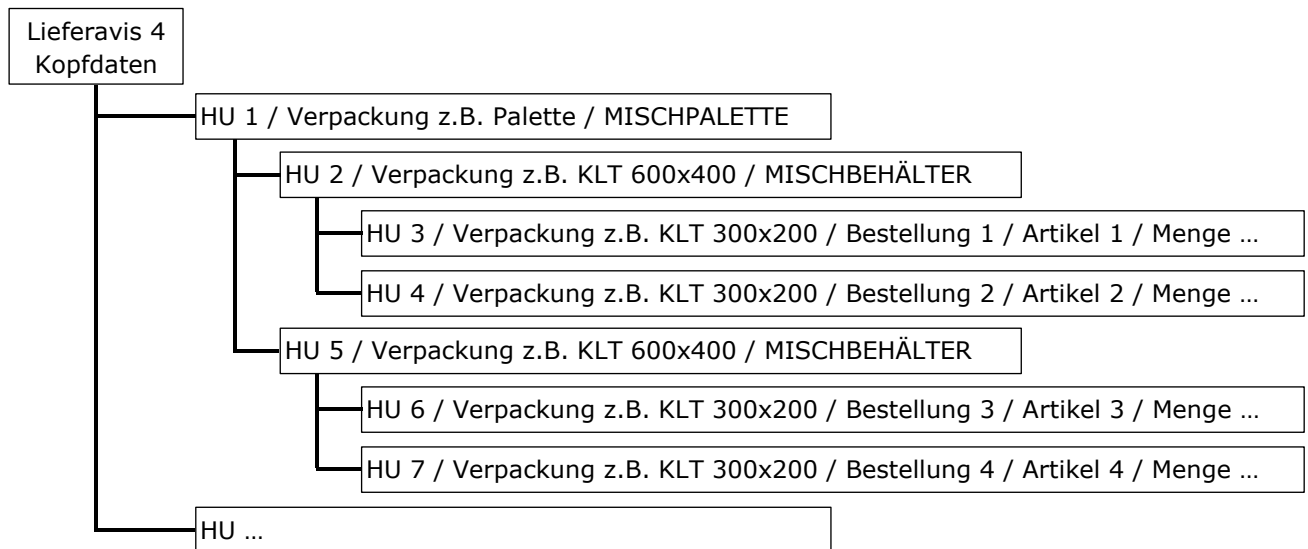 Lieferavis 4
Kopfdaten
HU 1 / Verpackung z.B. Palette / MISCHPALETTE
HU 2 / Verpackung z.B. KLT 600x400 / MISCHBEHÄLTER
HU 3 / Verpackung z.B. KLT 300x200 / Bestellung 1 / Artikel 1 / Menge …
HU 4 / Verpackung z.B. KLT 300x200 / Bestellung 2 / Artikel 2 / Menge …
HU 5 / Verpackung z.B. KLT 600x400 / MISCHBEHÄLTER
HU 6 / Verpackung z.B. KLT 300x200 / Bestellung 3 / Artikel 3 / Menge …
HU 7 / Verpackung z.B. KLT 300x200 / Bestellung 4 / Artikel 4 / Menge …
HU …